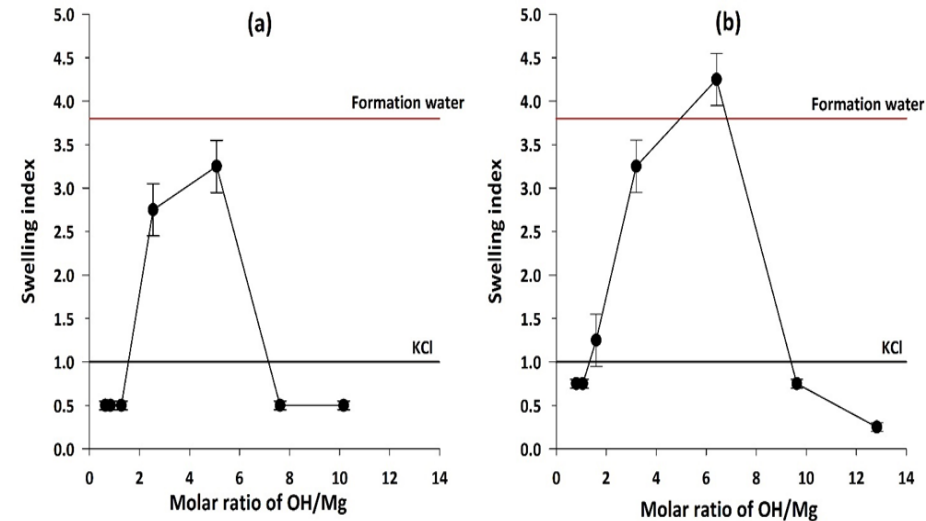 (a)
Swelling index
5.0
4.5
4.0
3.5
3.0
2.5
2.0
1.5
1.0
0.5
0.0
Formation water
KCl
0 2 4 6 8 10 12 14
Molar ratio of OH/Mg
(b)
Swelling index
5.0
4.5
4.0
3.5
3.0
2.5
2.0
1.5
1.0
0.5
0.0
Formation water
KCl
0 2 4 6 8 10 12 14
Molar ratio of OH/Mg